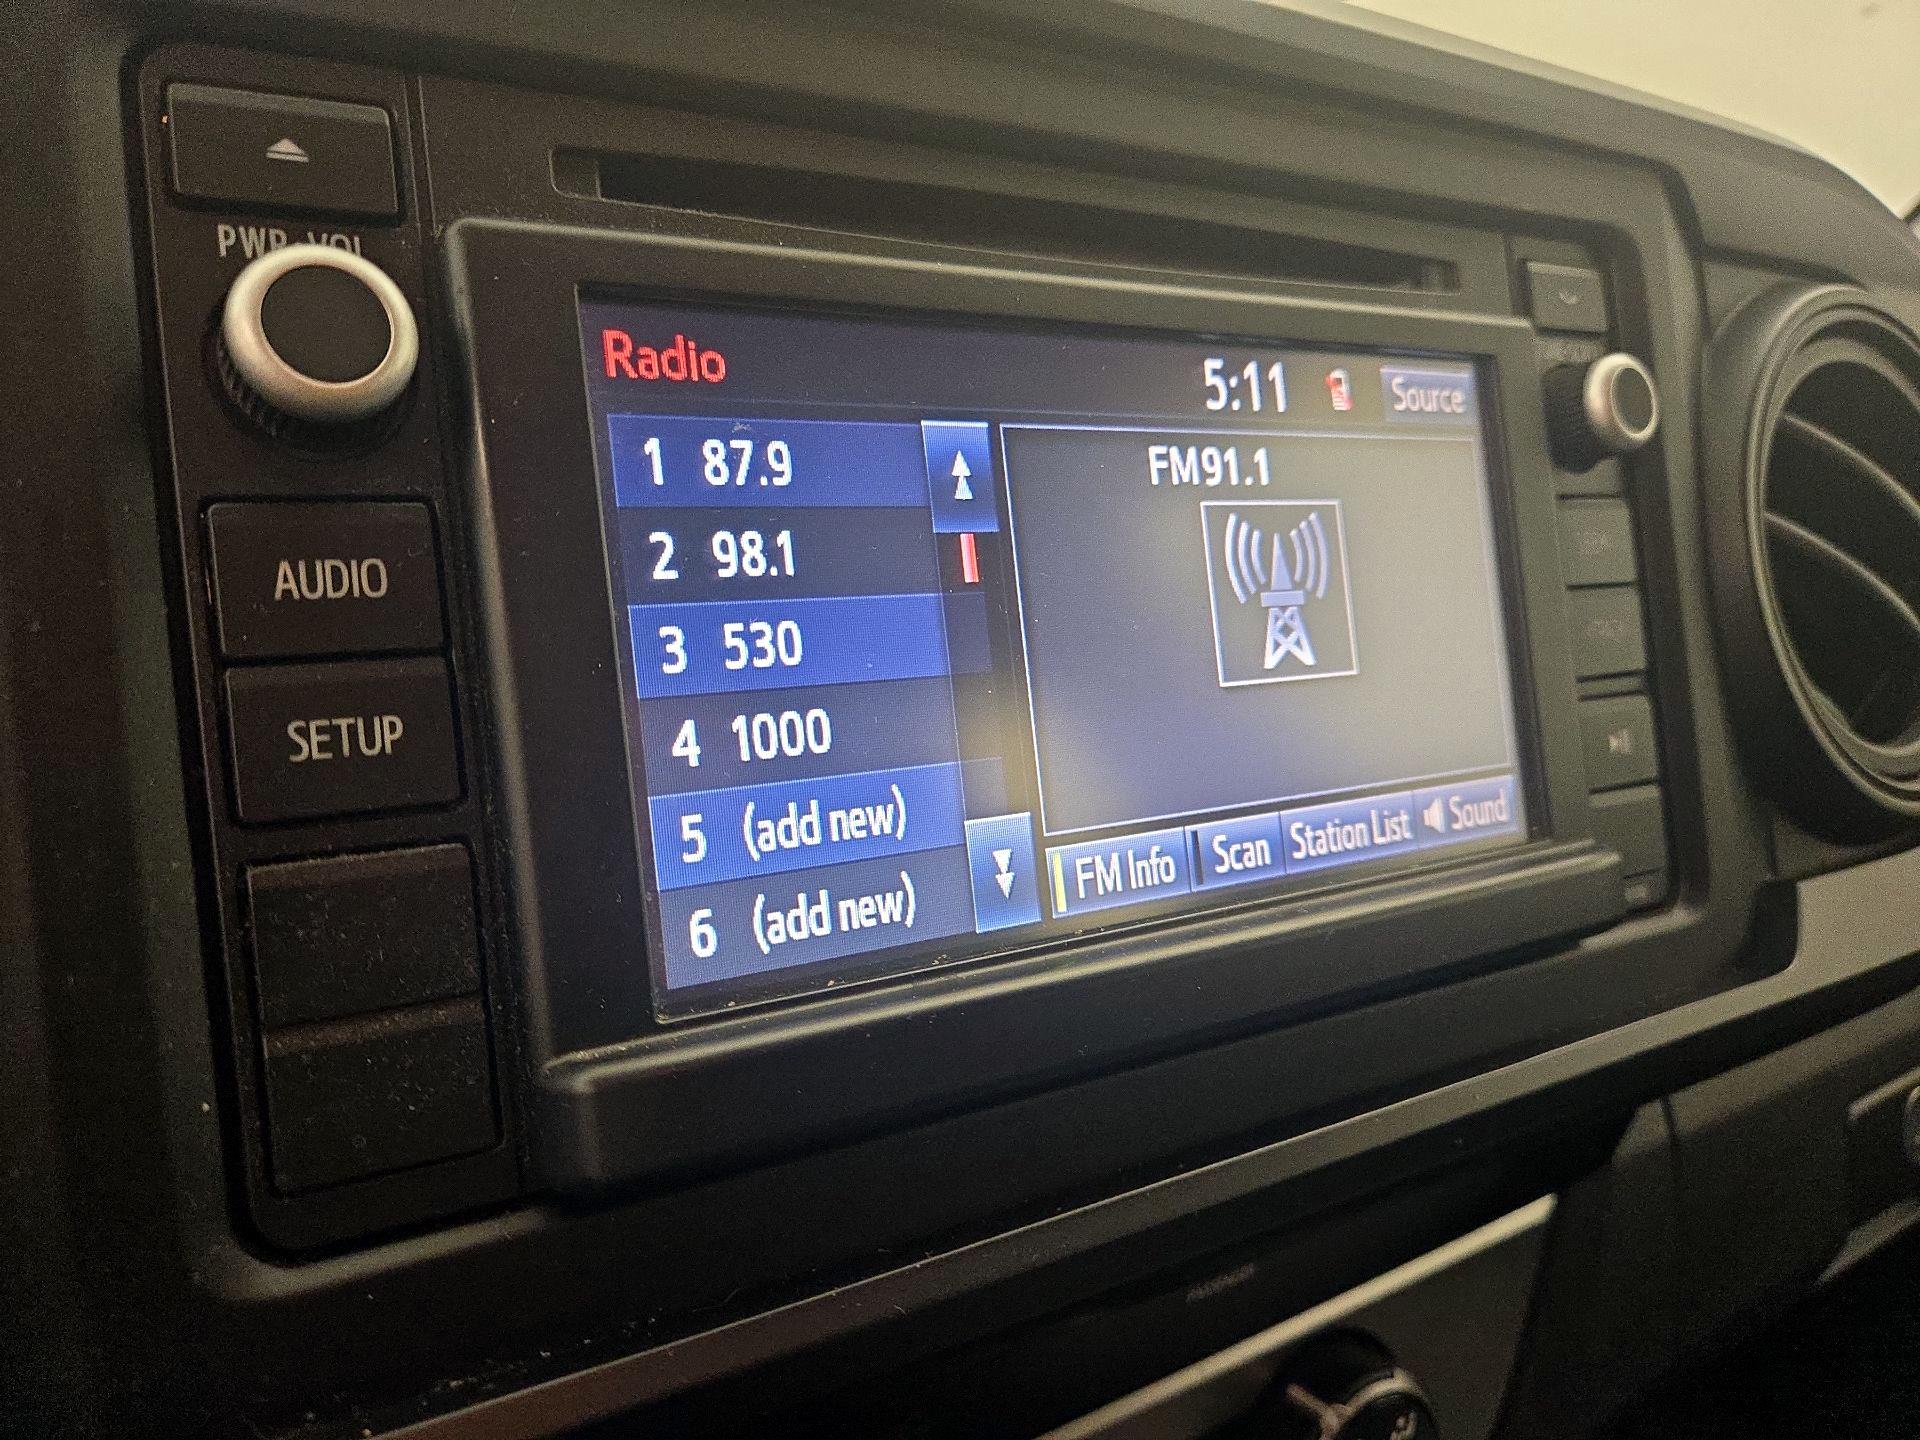 PWR·VOL
AUDIO
SETUP
Radio
5:11
Source
1 87.9
2 98.1
3 530
4 1000
5 (add new)
6 (add new)
FM91.1
FM Info
Scan
Station List
Sound